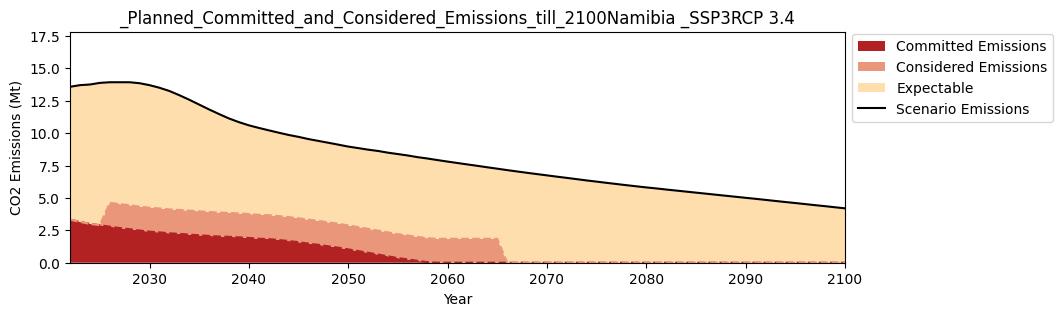 _Planned_Committed_and_Considered_Emissions_till_2100Namibia _SSP3RCP 3.4
17.5
15.0
12.5
10.0
7.5
5.0
2.5
0.0
CO2 Emissions (Mt)
2030 2040 2050 2060 2070 2080 2090 2100
Year
Committed Emissions
Considered Emissions
Expectable
Scenario Emissions